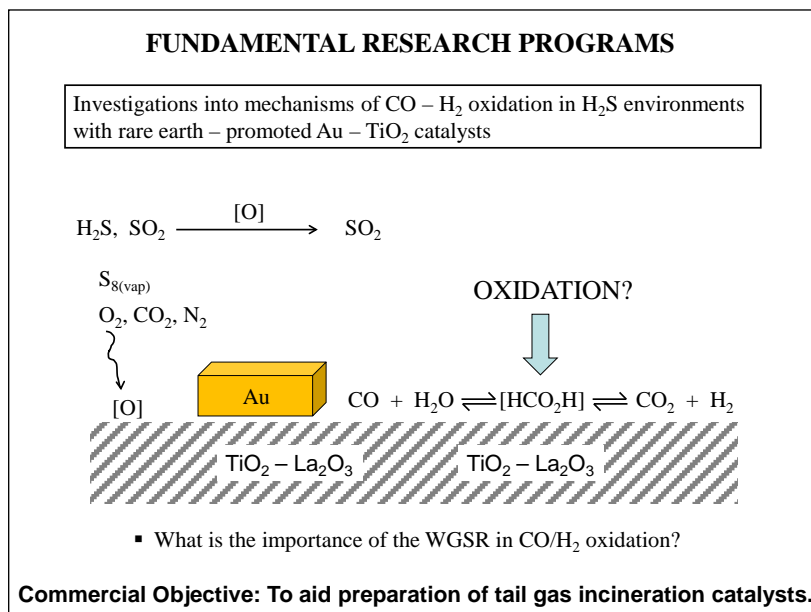 FUNDAMENTAL RESEARCH PROGRAMS
Investigations into mechanisms of CO – H₂ oxidation in H₂S environments
with rare earth – promoted Au – TiO₂ catalysts
[O]
H₂S, SO₂ ⟶ SO₂
S₈₍vap₎
OXIDATION?
O₂, CO₂, N₂
[O]
Au
CO + H₂O ⇌ [HCO₂H] ⇌ CO₂ + H₂
TiO₂ – La₂O₃
TiO₂ – La₂O₃
▪ What is the importance of the WGSR in CO/H₂ oxidation?
Commercial Objective: To aid preparation of tail gas incineration catalysts.